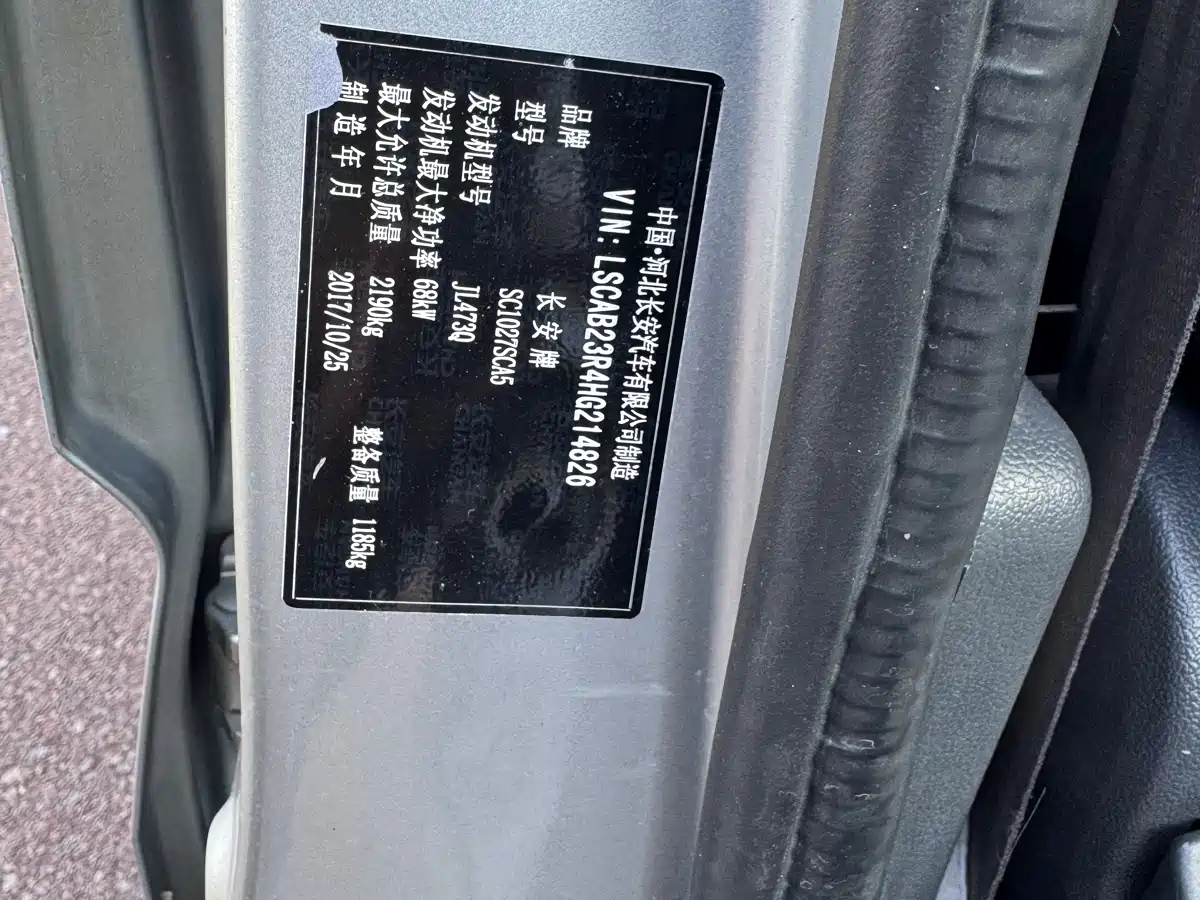 中国·河北长安汽车有限公司制造
VIN: LSCAB23R4HG214826
品牌 长安牌
型号 SC1027SCA5
发动机型号 JL473Q
发动机最大净功率 68kW
最大允许总质量 2190kg 整备质量 1185kg
制造年月 2017/10/25